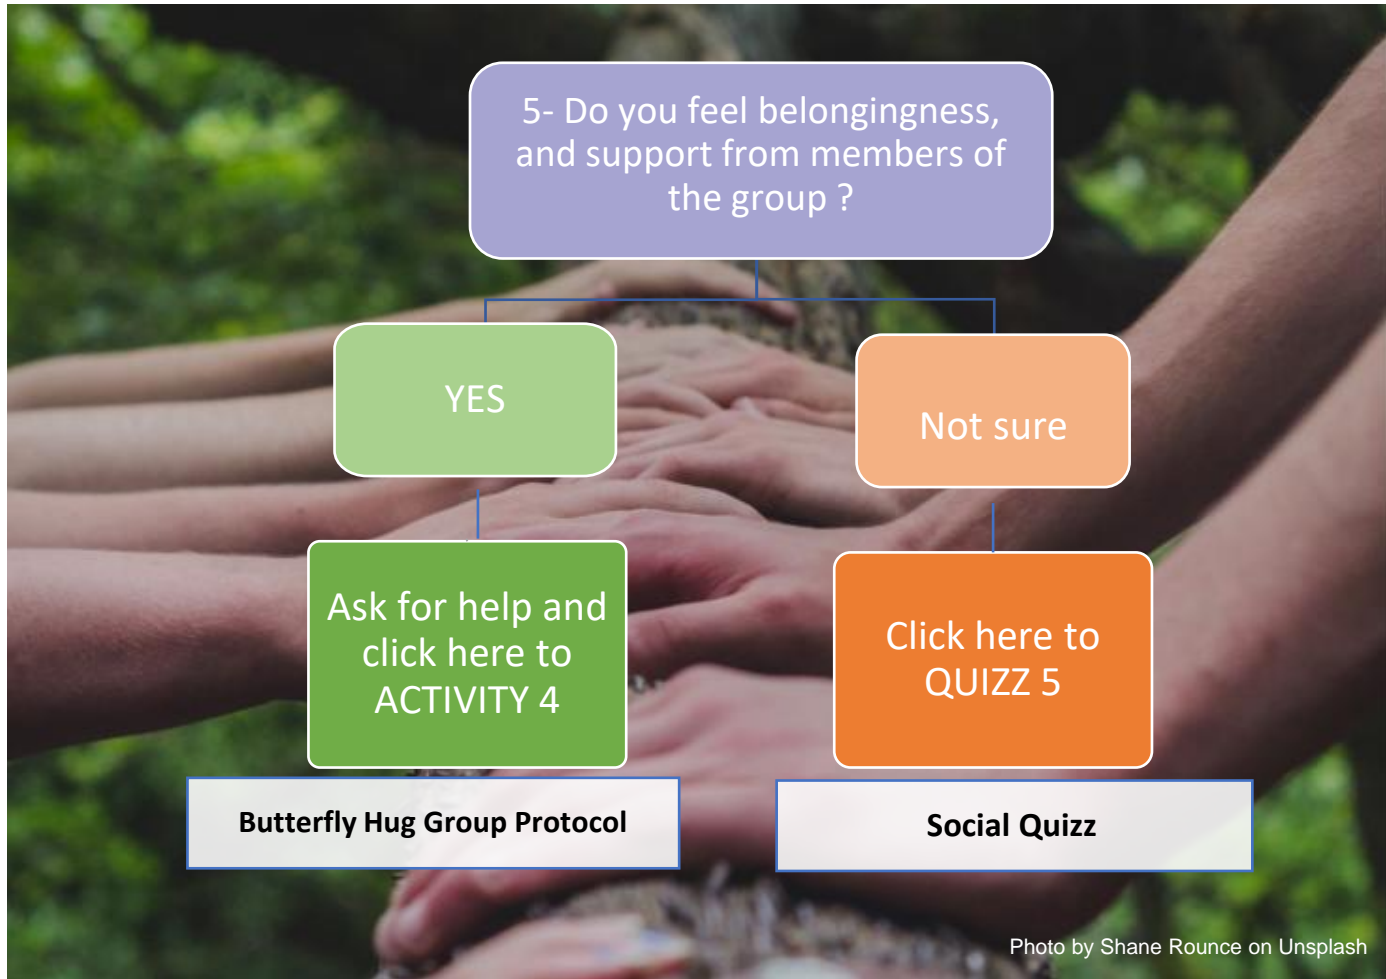 5- Do you feel belongingness,
and support from members of
the group ?
YES
Not sure
Ask for help and
click here to
ACTIVITY 4
Click here to
QUIZZ 5
Butterfly Hug Group Protocol
Social Quizz
Photo by Shane Rounce on Unsplash